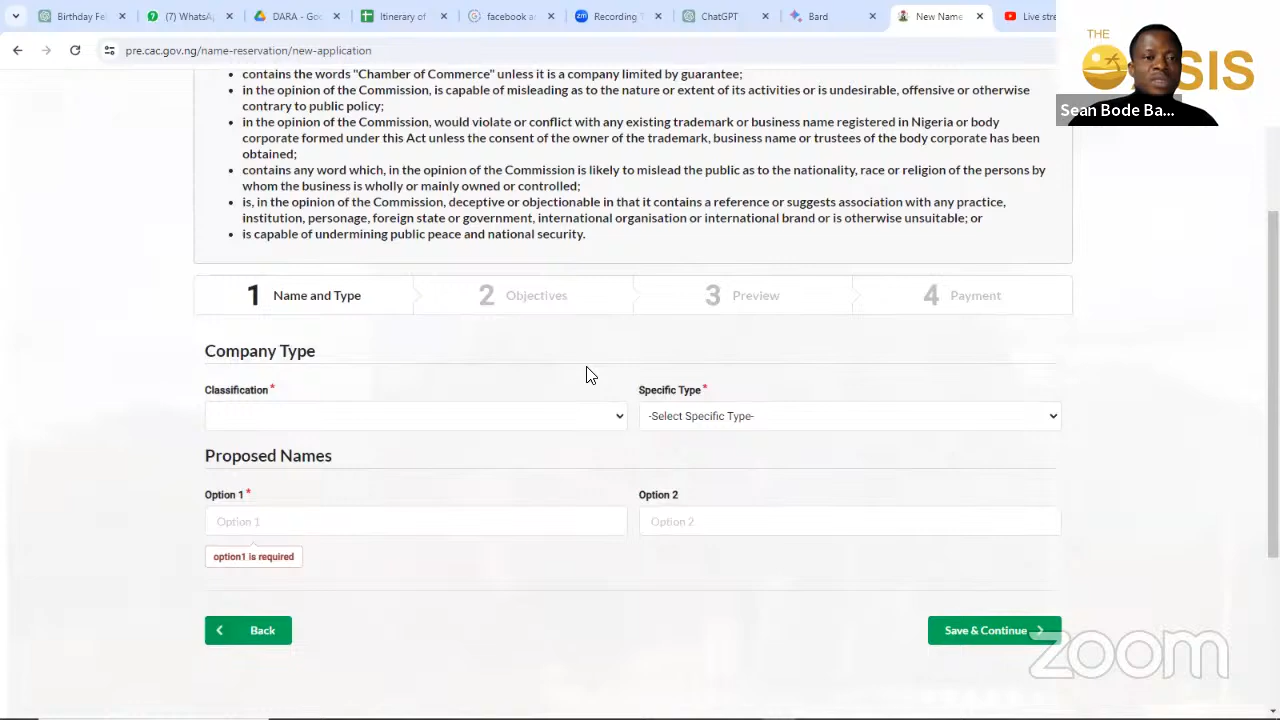 Birthday Fel
(7) WhatsA
DARA - Goo
Itinerary of
facebook a
Recording T
ChatGPT
Bard
New Name
Live stre
pre.cac.gov.ng/name-reservation/new-application
THE
SIS
Sean Bode Ba...
contains the words "Chamber of Commerce" unless it is a company limited by guarantee;
in the opinion of the Commission, is capable of misleading as to the nature or extent of its activities or is undesirable, offensive or otherwise
contrary to public policy;
in the opinion of the Commission, would violate or conflict with any existing trademark or business name registered in Nigeria or body
corporate formed under this Act unless the consent of the owner of the trademark, business name or trustees of the body corporate has been
obtained;
contains any word which, in the opinion of the Commission is likely to mislead the public as to the nationality, race or religion of the persons by
whom the business is wholly or mainly owned or controlled;
is, in the opinion of the Commission, deceptive or objectionable in that it contains a reference or suggests association with any practice,
institution, personage, foreign state or government, international organisation or international brand or is otherwise unsuitable; or
is capable of undermining public peace and national security.
1 Name and Type
2 Objectives
3 Preview
4 Payment
Company Type
Classification *
Specific Type *
-Select Specific Type-
Proposed Names
Option 1 *
Option 2
Option 1
Option 2
option1 is required
Back
Save & Continue
zoom